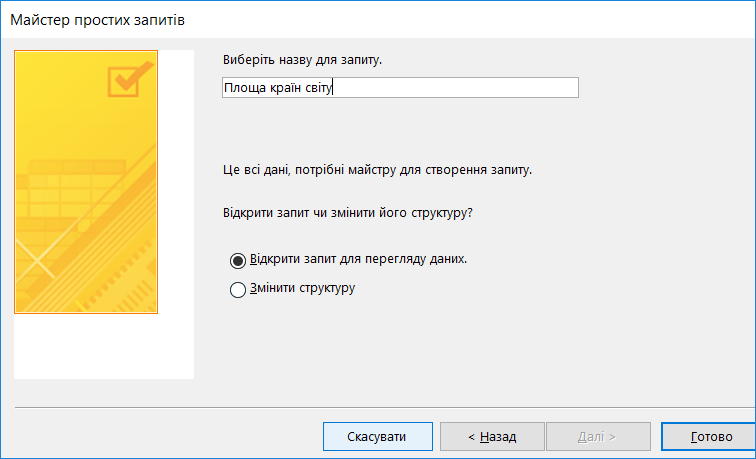 Майстер простих запитів
Виберіть назву для запиту.
Площа країн світу
Це всі дані, потрібні майстру для створення запиту.
Відкрити запит чи змінити його структуру?
Відкрити запит для перегляду даних.
Змінити структуру
Скасувати
< Назад
Далі >
Готово